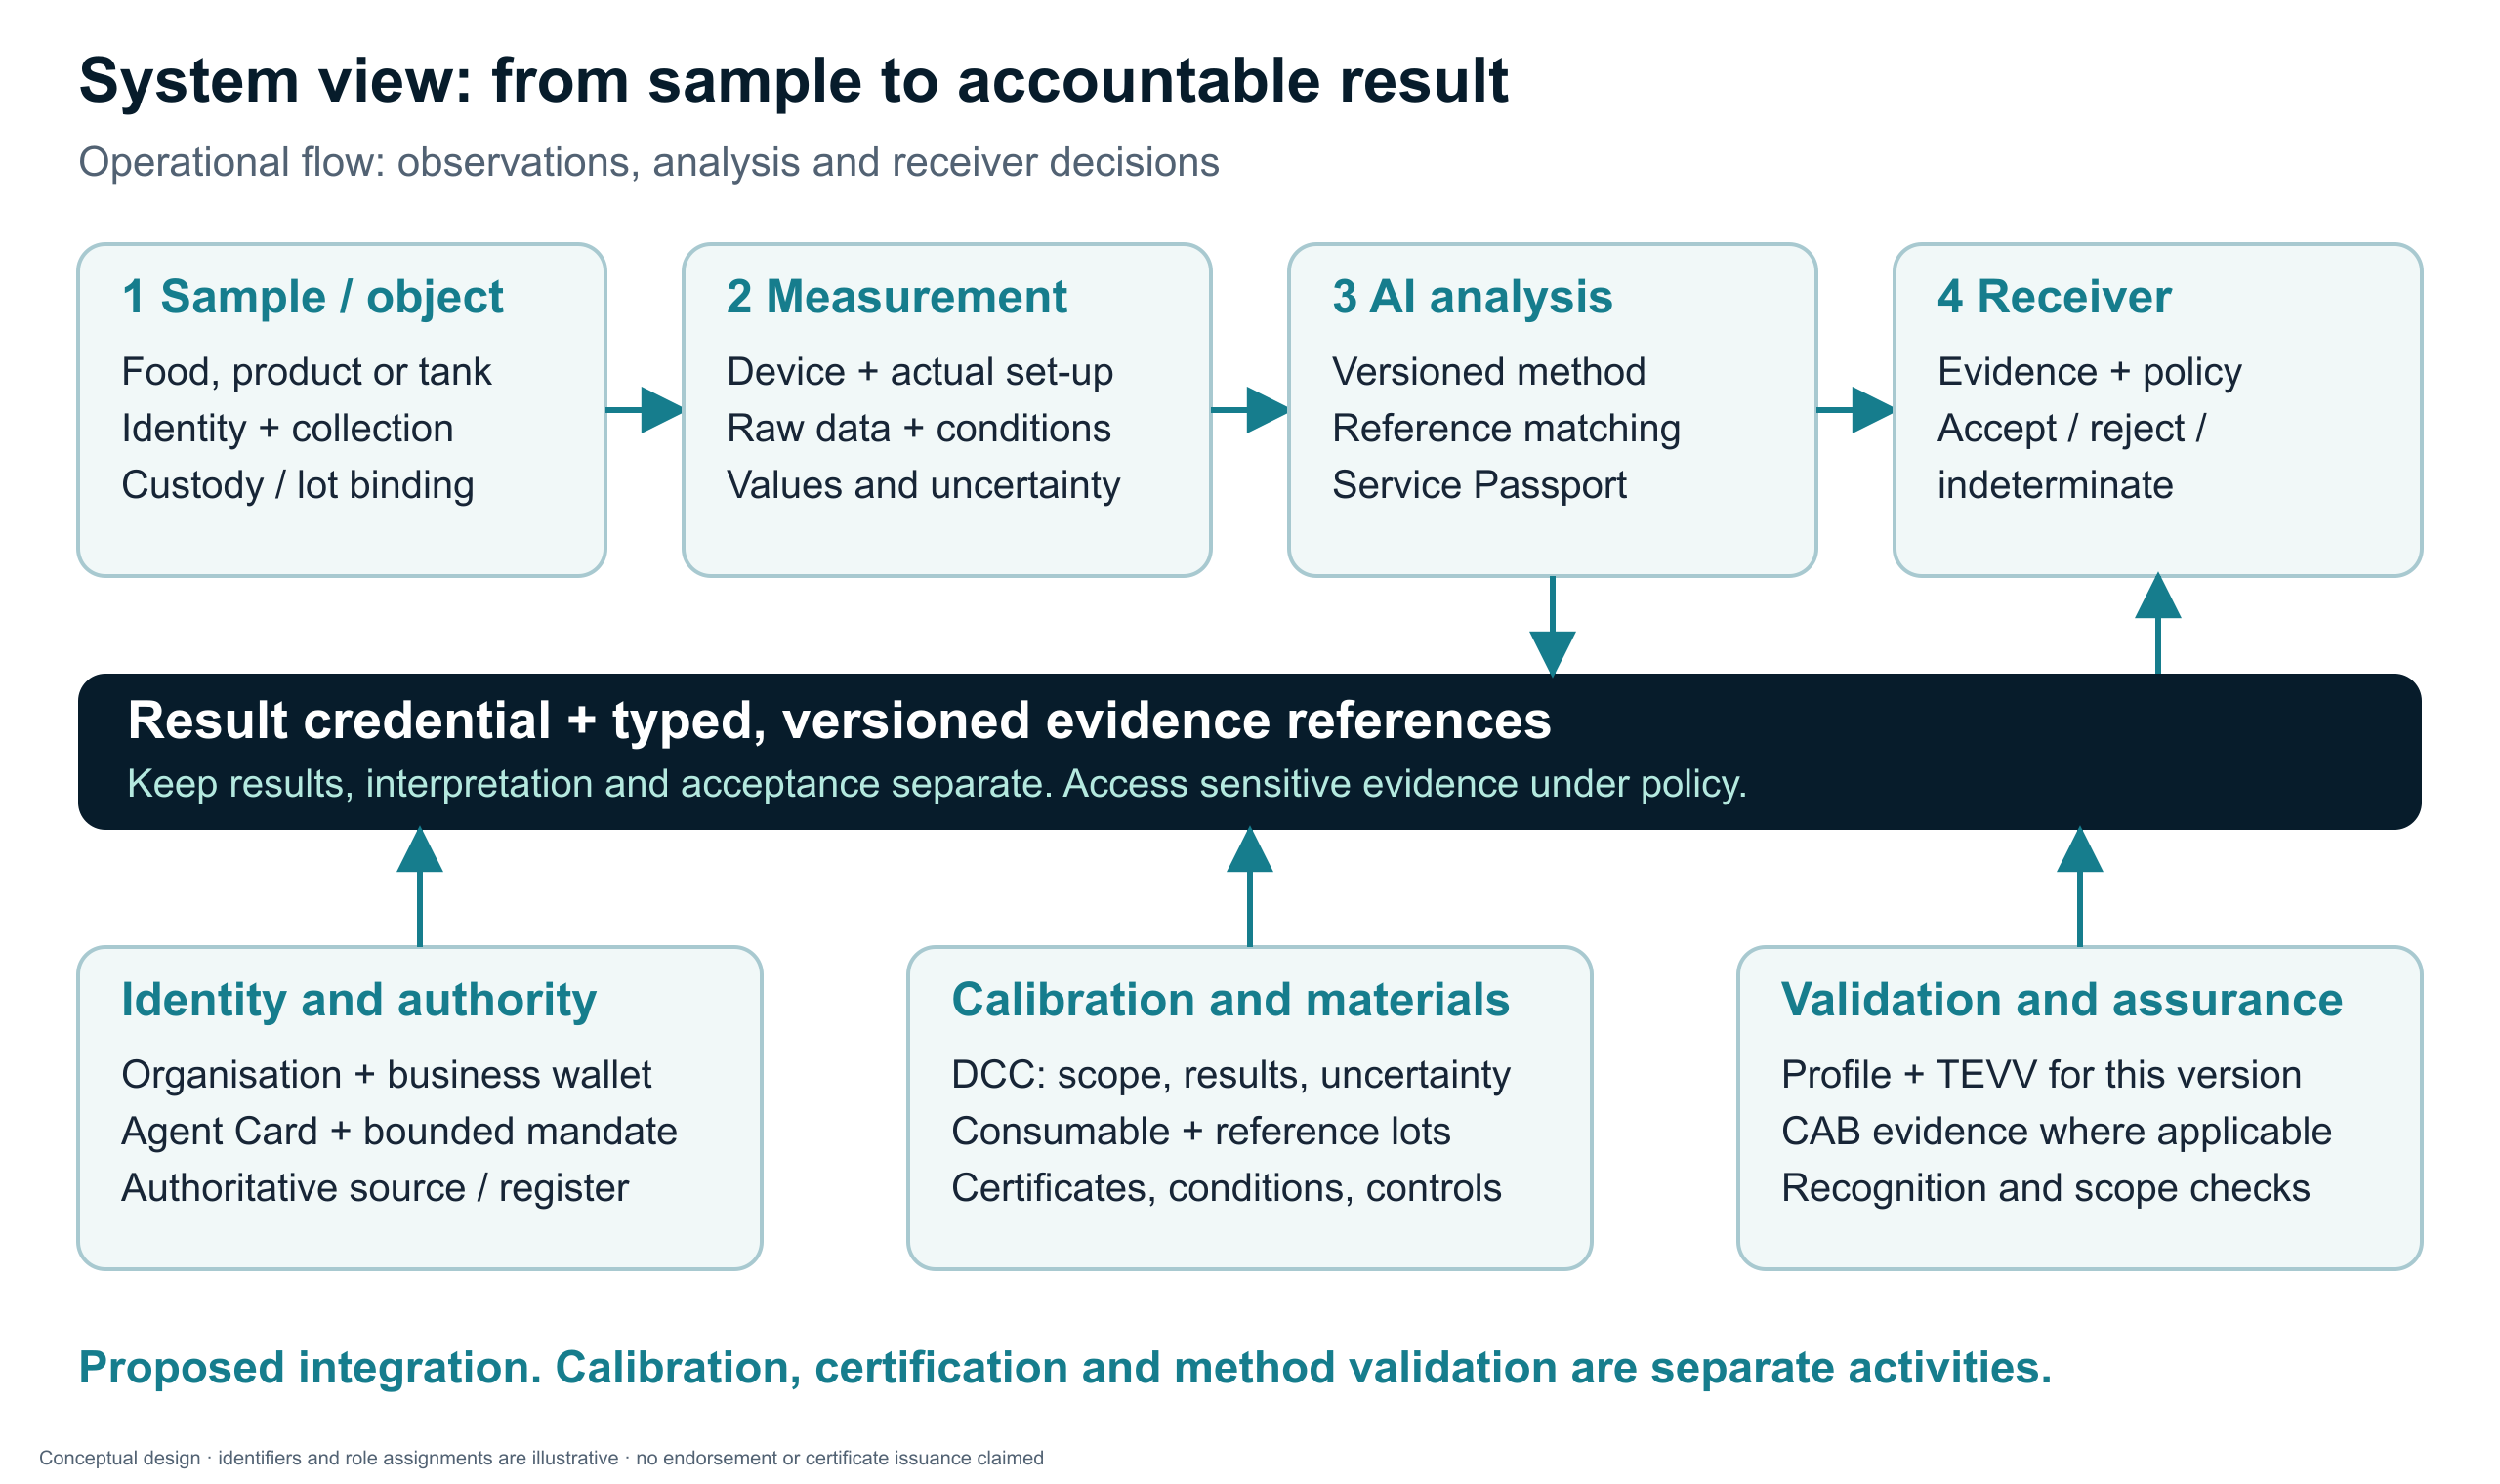 System view: from sample to accountable result
Operational flow: observations, analysis and receiver decisions
1 Sample / object
Food, product or tank
Identity + collection
Custody / lot binding
2 Measurement
Device + actual set-up
Raw data + conditions
Values and uncertainty
3 AI analysis
Versioned method
Reference matching
Service Passport
4 Receiver
Evidence + policy
Accept / reject /
indeterminate
Result credential + typed, versioned evidence references
Keep results, interpretation and acceptance separate. Access sensitive evidence under policy.
Identity and authority
Organisation + business wallet
Agent Card + bounded mandate
Authoritative source / register
Calibration and materials
DCC: scope, results, uncertainty
Consumable + reference lots
Certificates, conditions, controls
Validation and assurance
Profile + TEVV for this version
CAB evidence where applicable
Recognition and scope checks
Proposed integration. Calibration, certification and method validation are separate activities.
Conceptual design · identifiers and role assignments are illustrative · no endorsement or certificate issuance claimed